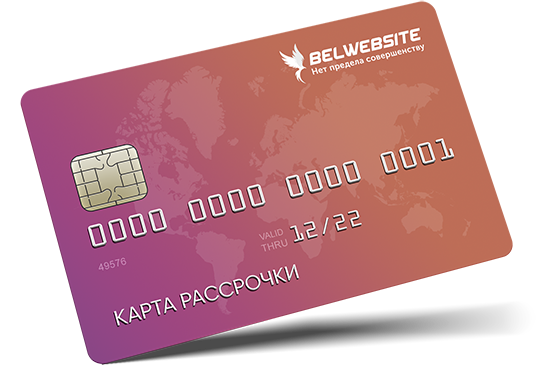 BELWEBSITE
Нет предела совершенству
0000 0000 0000 0001
VALID
THRU 12/22
49576
КАРТА РАССРОЧКИ